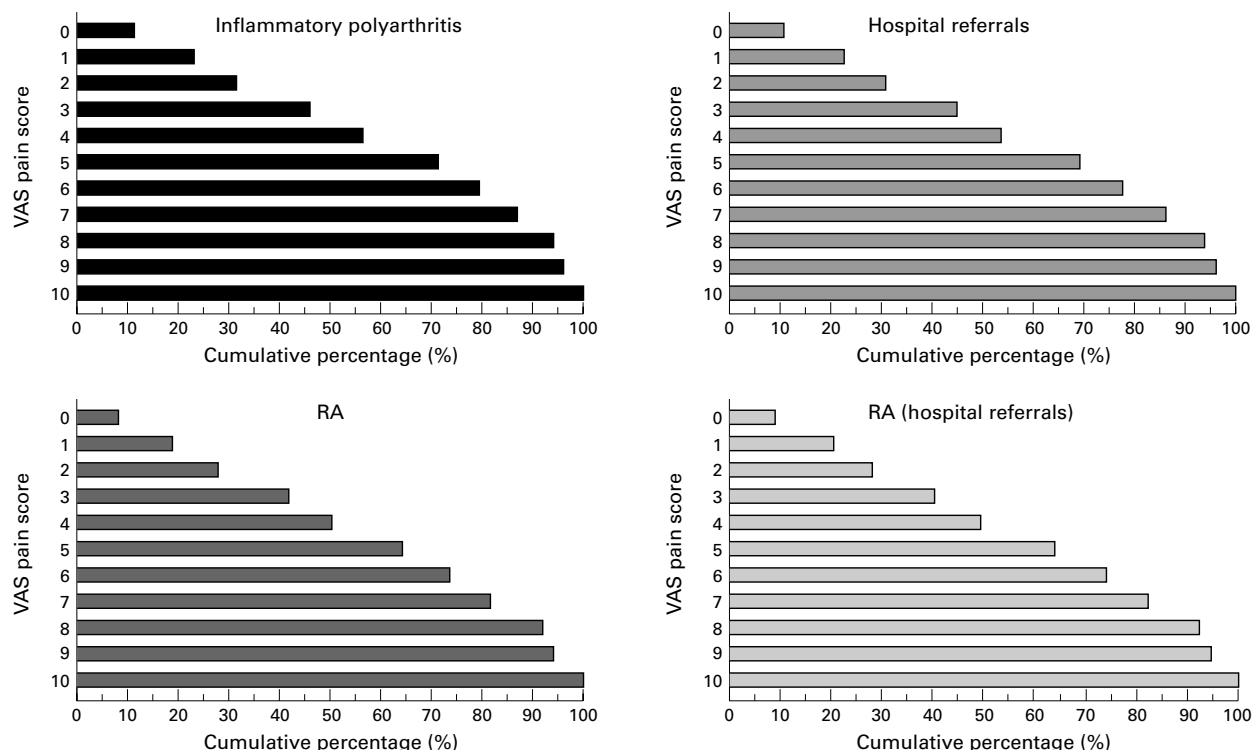 Inflammatory polyarthritis
VAS pain score
0
1
2
3
4
5
6
7
8
9
10
0 10 20 30 40 50 60 70 80 90 100
Cumulative percentage (%)
Hospital referrals
VAS pain score
0
1
2
3
4
5
6
7
8
9
10
0 10 20 30 40 50 60 70 80 90 100
Cumulative percentage (%)
RA
VAS pain score
0
1
2
3
4
5
6
7
8
9
10
0 10 20 30 40 50 60 70 80 90 100
Cumulative percentage (%)
RA (hospital referrals)
VAS pain score
0
1
2
3
4
5
6
7
8
9
10
0 10 20 30 40 50 60 70 80 90 100
Cumulative percentage (%)